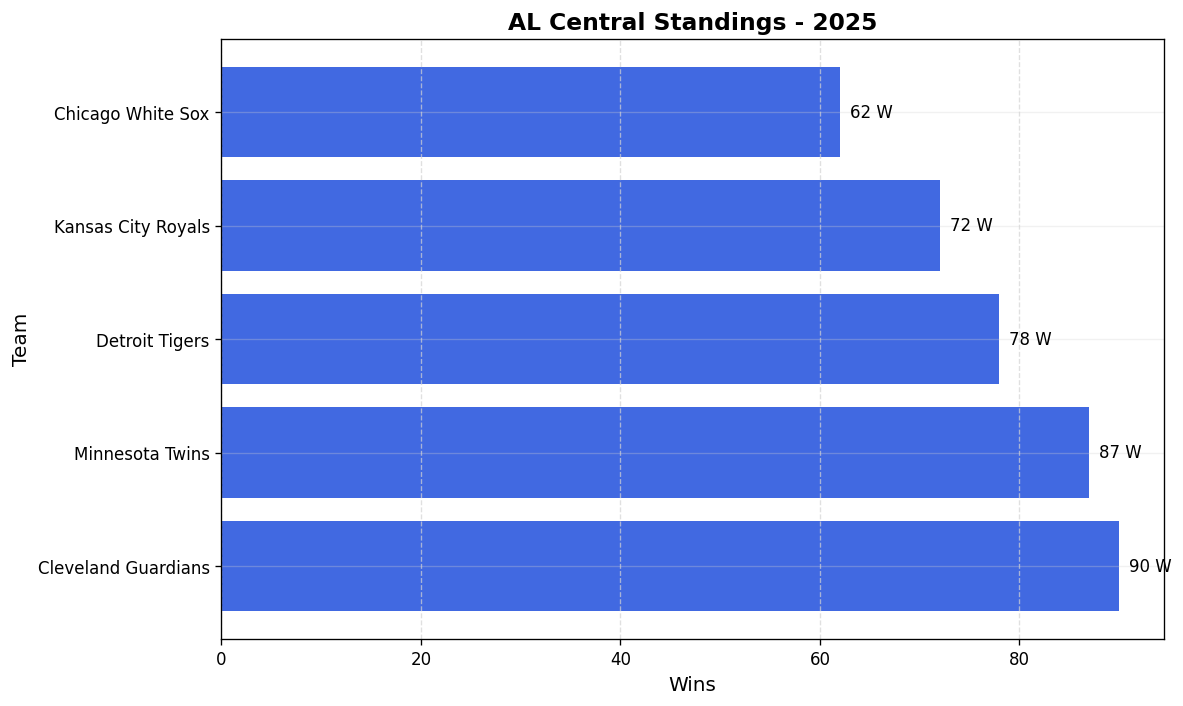 AL Central Standings - 2025
Team
Chicago White Sox
62 W
Kansas City Royals
72 W
Detroit Tigers
78 W
Minnesota Twins
87 W
Cleveland Guardians
90 W
0 20 40 60 80
Wins